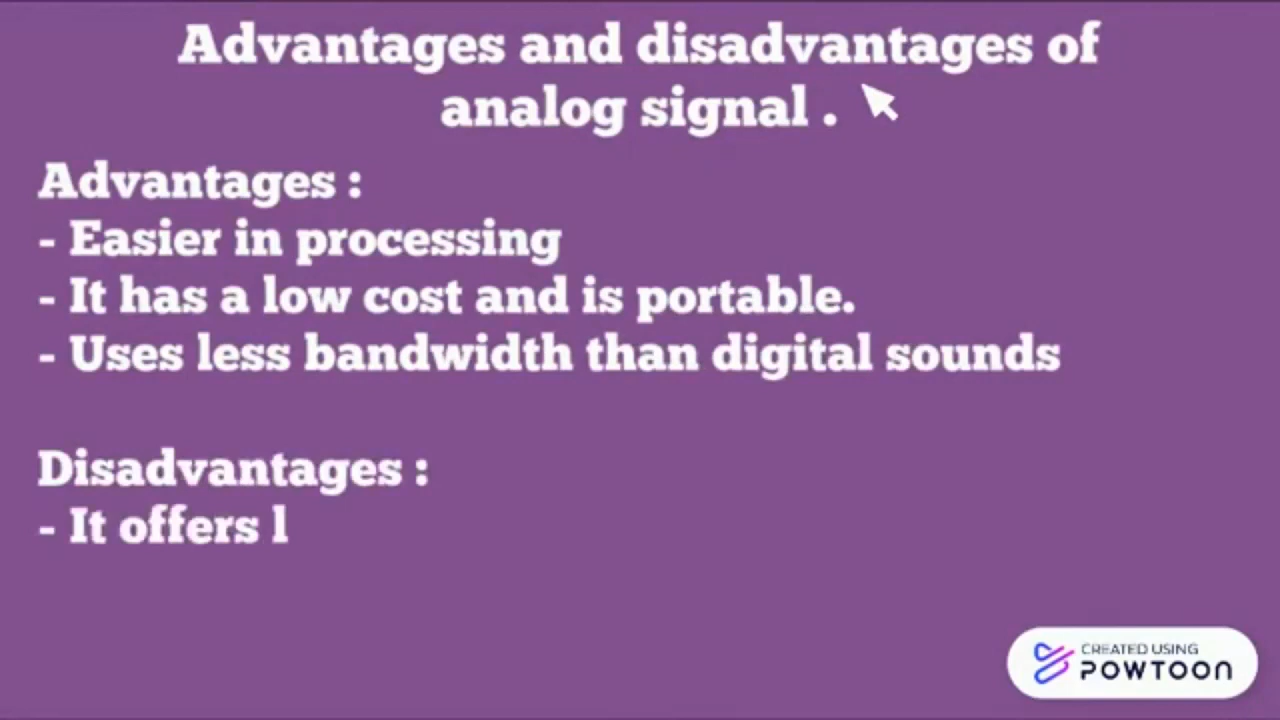 Advantages and disadvantages of
analog signal .
Advantages :
- Easier in processing
- It has a low cost and is portable.
- Uses less bandwidth than digital sounds
Disadvantages :
- It offers l
CREATED USING
POWTOON